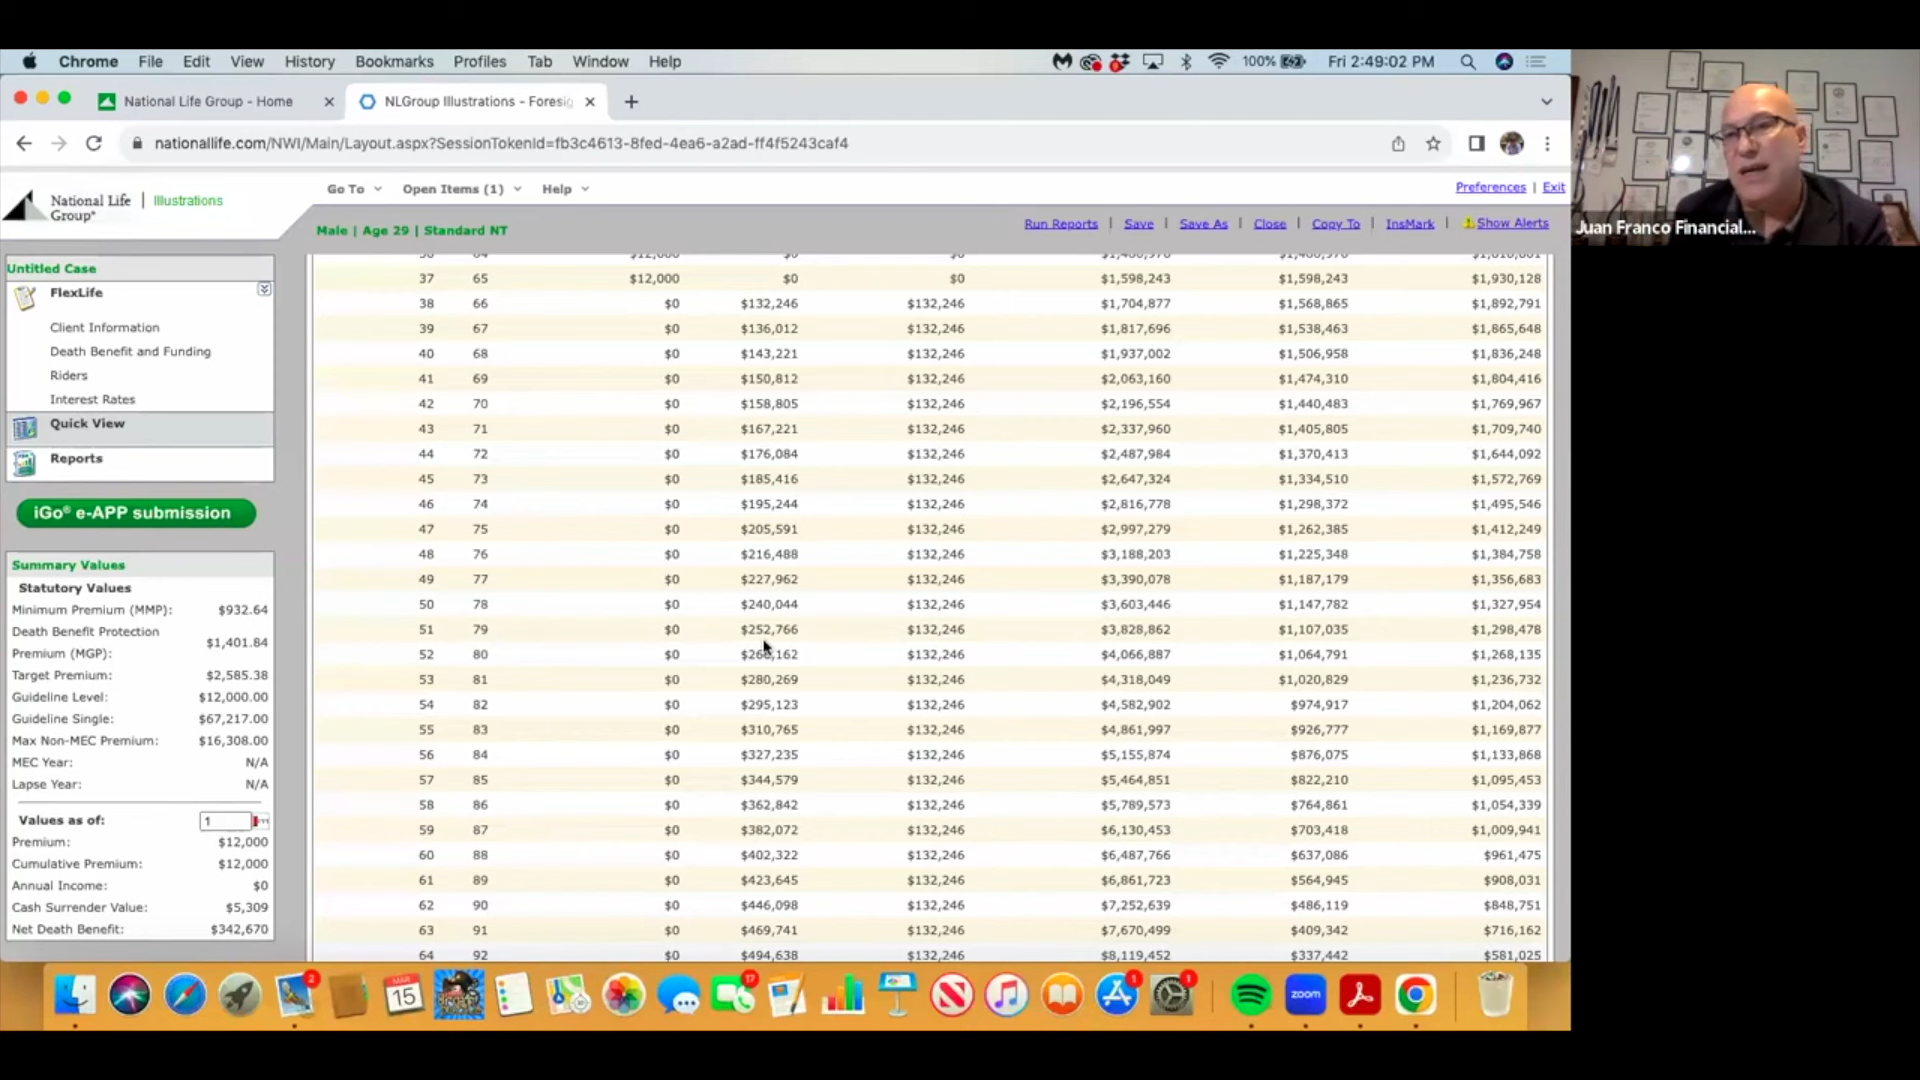 Chrome File Edit View History Bookmarks Profiles Tab Window Help 100% Fri 2:49:02 PM
National Life Group - Home NLGroup Illustrations - Foresig
nationallife.com/NWI/Main/Layout.aspx?SessionTokenId=fb3c4613-8fed-4ea6-a2ad-ff4f5243caf4
National Life Group® | Illustrations
Go To Open Items (1) Help
Preferences | Exit
Male | Age 29 | Standard NT
Run Reports | Save | Save As | Close | Copy To | InsMark | Show Alerts
Juan Franco Financial...
Untitled Case
FlexLife
Client Information
Death Benefit and Funding
Riders
Interest Rates
Quick View
Reports
iGo® e-APP submission
Summary Values
Statutory Values
Minimum Premium (MMP): $932.64
Death Benefit Protection
Premium (MGP): $1,401.84
Target Premium: $2,585.38
Guideline Level: $12,000.00
Guideline Single: $67,217.00
Max Non-MEC Premium: $16,308.00
MEC Year: N/A
Lapse Year: N/A
Values as of: 1
Premium: $12,000
Cumulative Premium: $12,000
Annual Income: $0
Cash Surrender Value: $5,309
Net Death Benefit: $342,670
37 65 $12,000 $0 $0 $1,598,243 $1,598,243 $1,930,128
38 66 $0 $132,246 $132,246 $1,704,877 $1,568,865 $1,892,791
39 67 $0 $136,012 $132,246 $1,817,696 $1,538,463 $1,865,648
40 68 $0 $143,221 $132,246 $1,937,002 $1,506,958 $1,836,248
41 69 $0 $150,812 $132,246 $2,063,160 $1,474,310 $1,804,416
42 70 $0 $158,805 $132,246 $2,196,554 $1,440,483 $1,769,967
43 71 $0 $167,221 $132,246 $2,337,960 $1,405,805 $1,709,740
44 72 $0 $176,084 $132,246 $2,487,984 $1,370,413 $1,644,092
45 73 $0 $185,416 $132,246 $2,647,324 $1,334,510 $1,572,769
46 74 $0 $195,244 $132,246 $2,816,778 $1,298,372 $1,495,546
47 75 $0 $205,591 $132,246 $2,997,279 $1,262,385 $1,412,249
48 76 $0 $216,488 $132,246 $3,188,203 $1,225,348 $1,384,758
49 77 $0 $227,962 $132,246 $3,390,078 $1,187,179 $1,356,683
50 78 $0 $240,044 $132,246 $3,603,446 $1,147,782 $1,327,954
51 79 $0 $252,766 $132,246 $3,828,862 $1,107,035 $1,298,478
52 80 $0 $132,246 $4,066,887 $1,064,791 $1,268,135
53 81 $0 $280,269 $132,246 $4,318,049 $1,020,829 $1,236,732
54 82 $0 $295,123 $132,246 $4,582,902 $974,917 $1,204,062
55 83 $0 $310,765 $132,246 $4,861,997 $926,777 $1,169,877
56 84 $0 $327,235 $132,246 $5,155,874 $876,075 $1,133,868
57 85 $0 $344,579 $132,246 $5,464,851 $822,210 $1,095,453
58 86 $0 $362,842 $132,246 $5,789,573 $764,861 $1,054,339
59 87 $0 $382,072 $132,246 $6,130,453 $703,418 $1,009,941
60 88 $0 $402,322 $132,246 $6,487,766 $637,086 $961,475
61 89 $0 $423,645 $132,246 $6,861,723 $564,945 $908,031
62 90 $0 $446,098 $132,246 $7,252,639 $486,119 $848,751
63 91 $0 $469,741 $132,246 $7,670,499 $409,342 $716,162
64 92 $0 $494,638 $132,246 $8,119,452 $337,442 $581,025
2 MAR 15 17 zoom 1 1